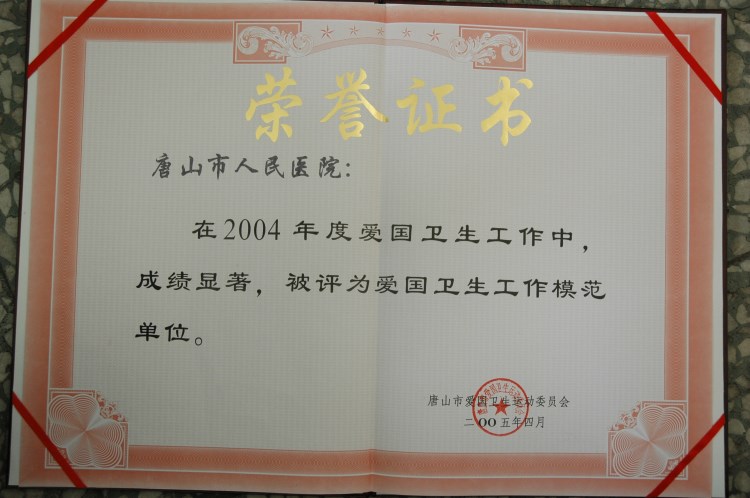 荣誉证书
唐山市人民医院：
在2004年度爱国卫生工作中，
成绩显著，被评为爱国卫生工作模范
单位。
唐山市爱国卫生运动委员会
二OO五年四月